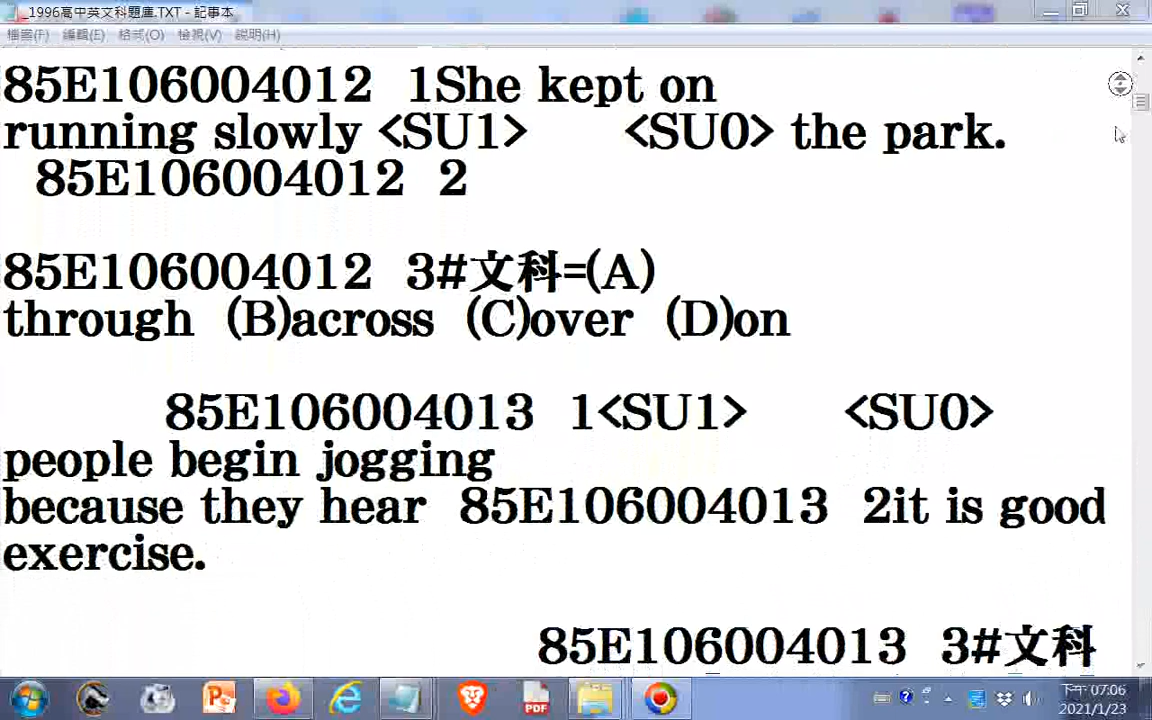 _1996高中英文科題庫.TXT - 記事本
檔案(F) 編輯(E) 格式(O) 檢視(V) 說明(H)
85E106004012 1She kept on
running slowly <SU1> <SU0> the park.
85E106004012 2
85E106004012 3#文科=(A)
through (B)across (C)over (D)on
85E106004013 1<SU1> <SU0>
people begin jogging
because they hear 85E106004013 2it is good
exercise.
85E106004013 3#文科
PDF
下午 07:06
2021/1/23